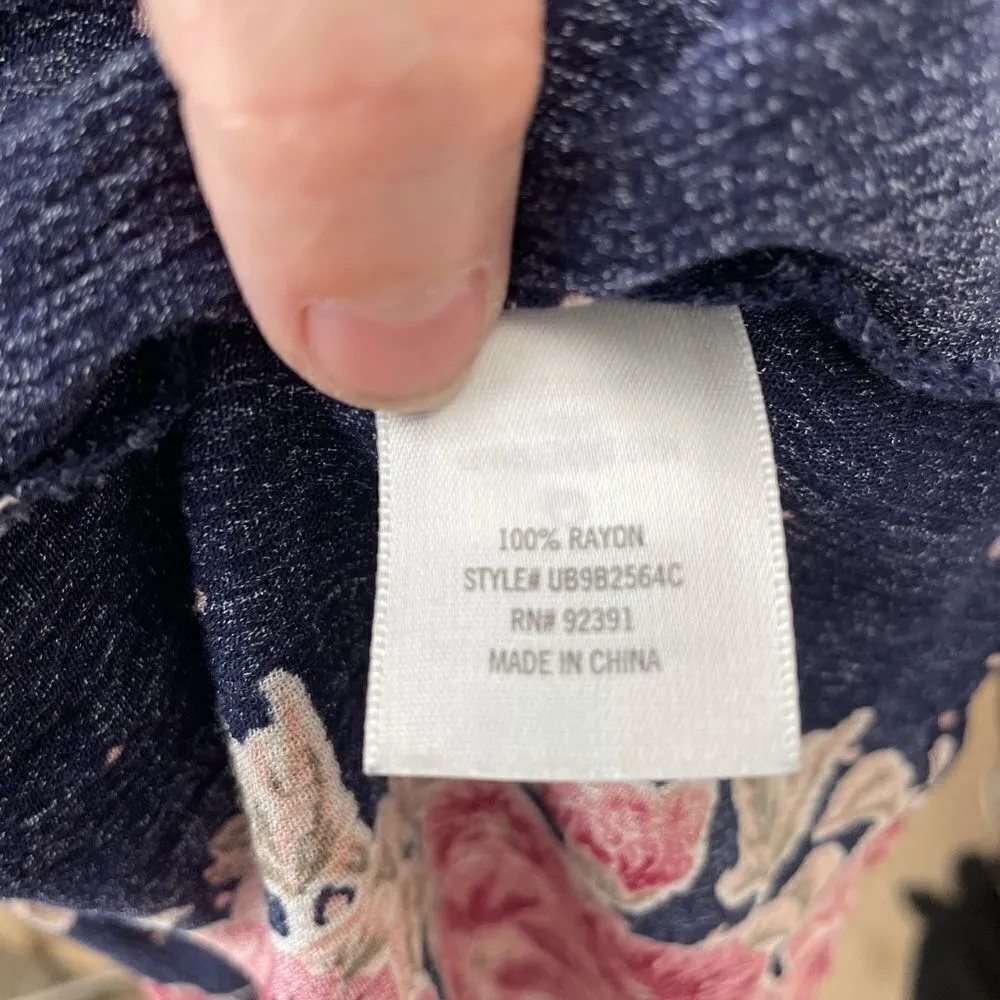 100% RAYON
STYLE# UB9B2564C
RN# 92391
MADE IN CHINA